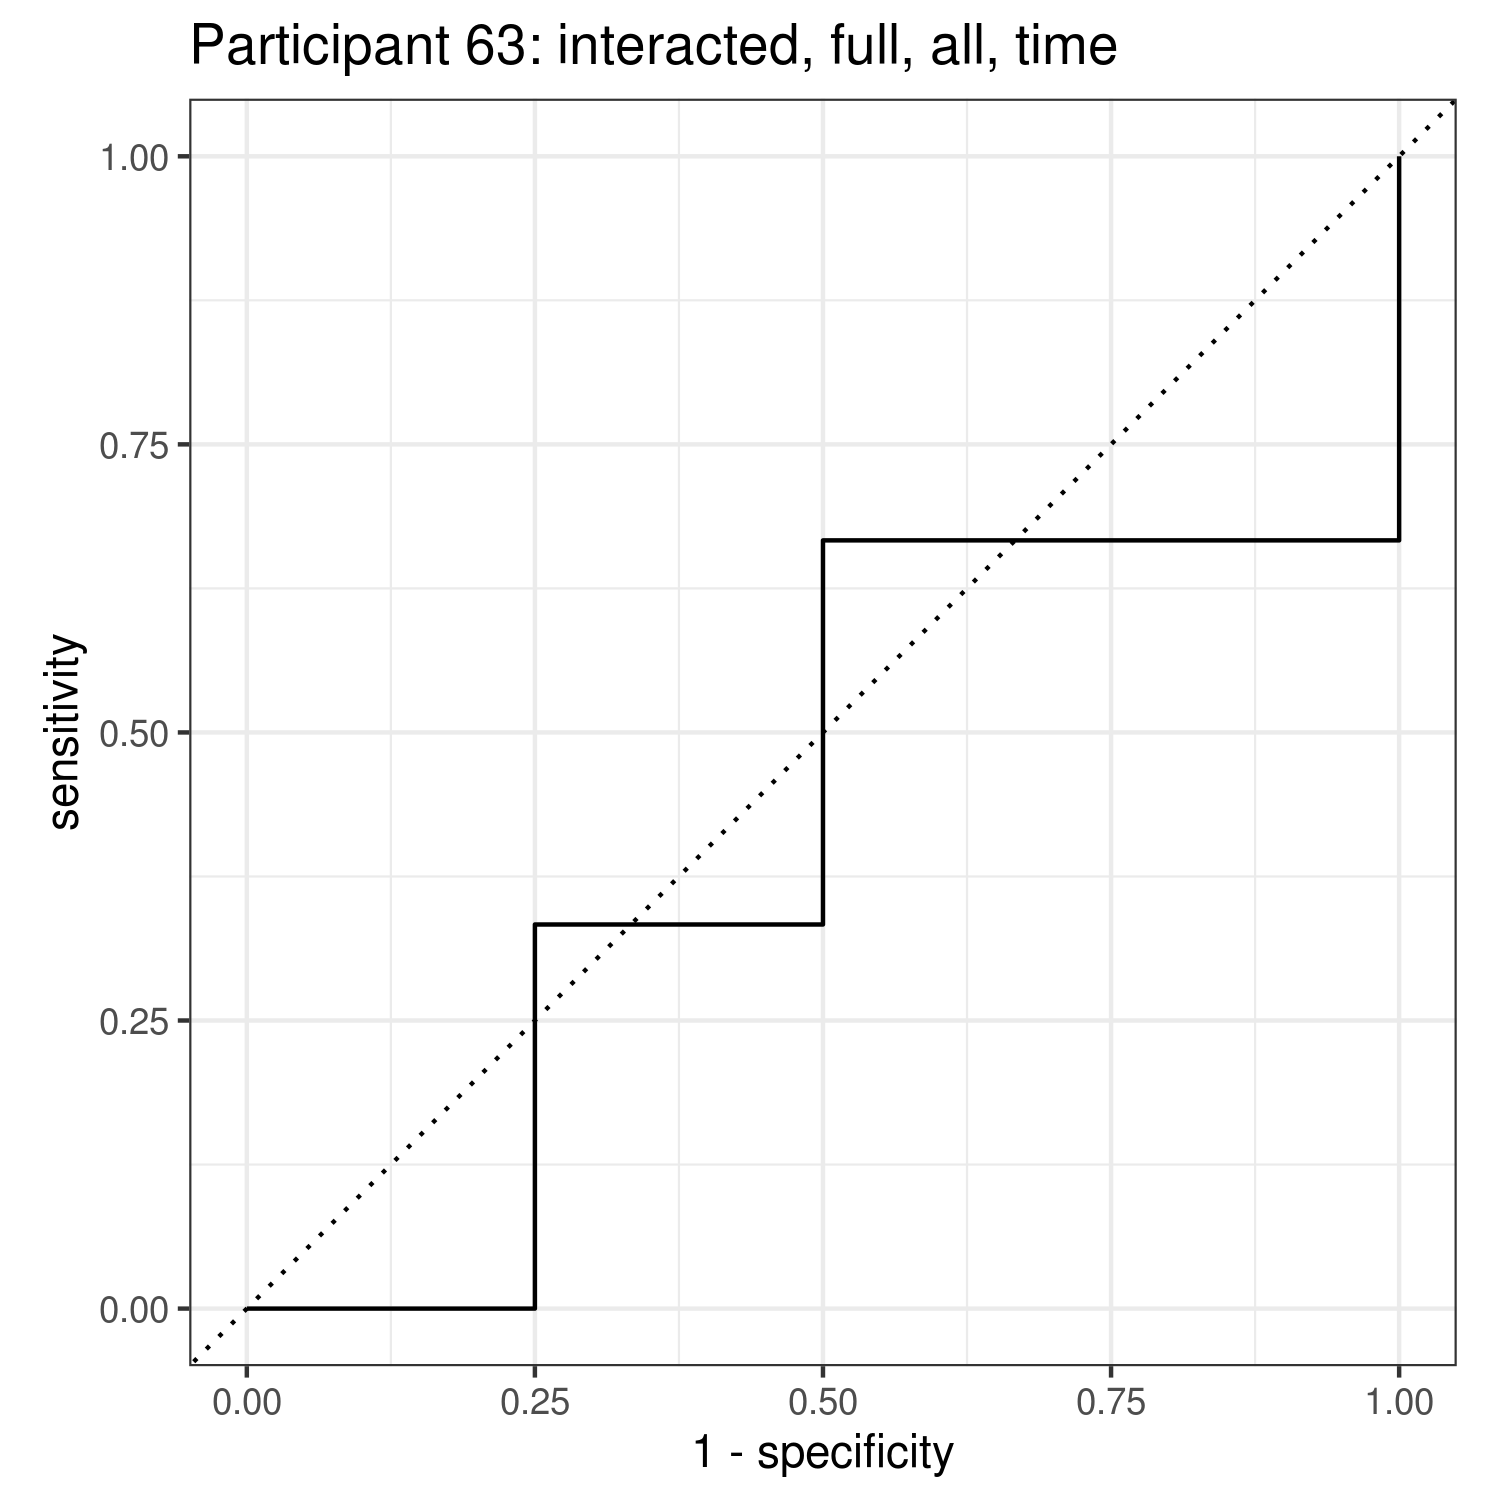 Participant 63: interacted, full, all, time
1.00
0.75
0.50
0.25
0.00
sensitivity
0.00 0.25 0.50 0.75 1.00
1 - specificity